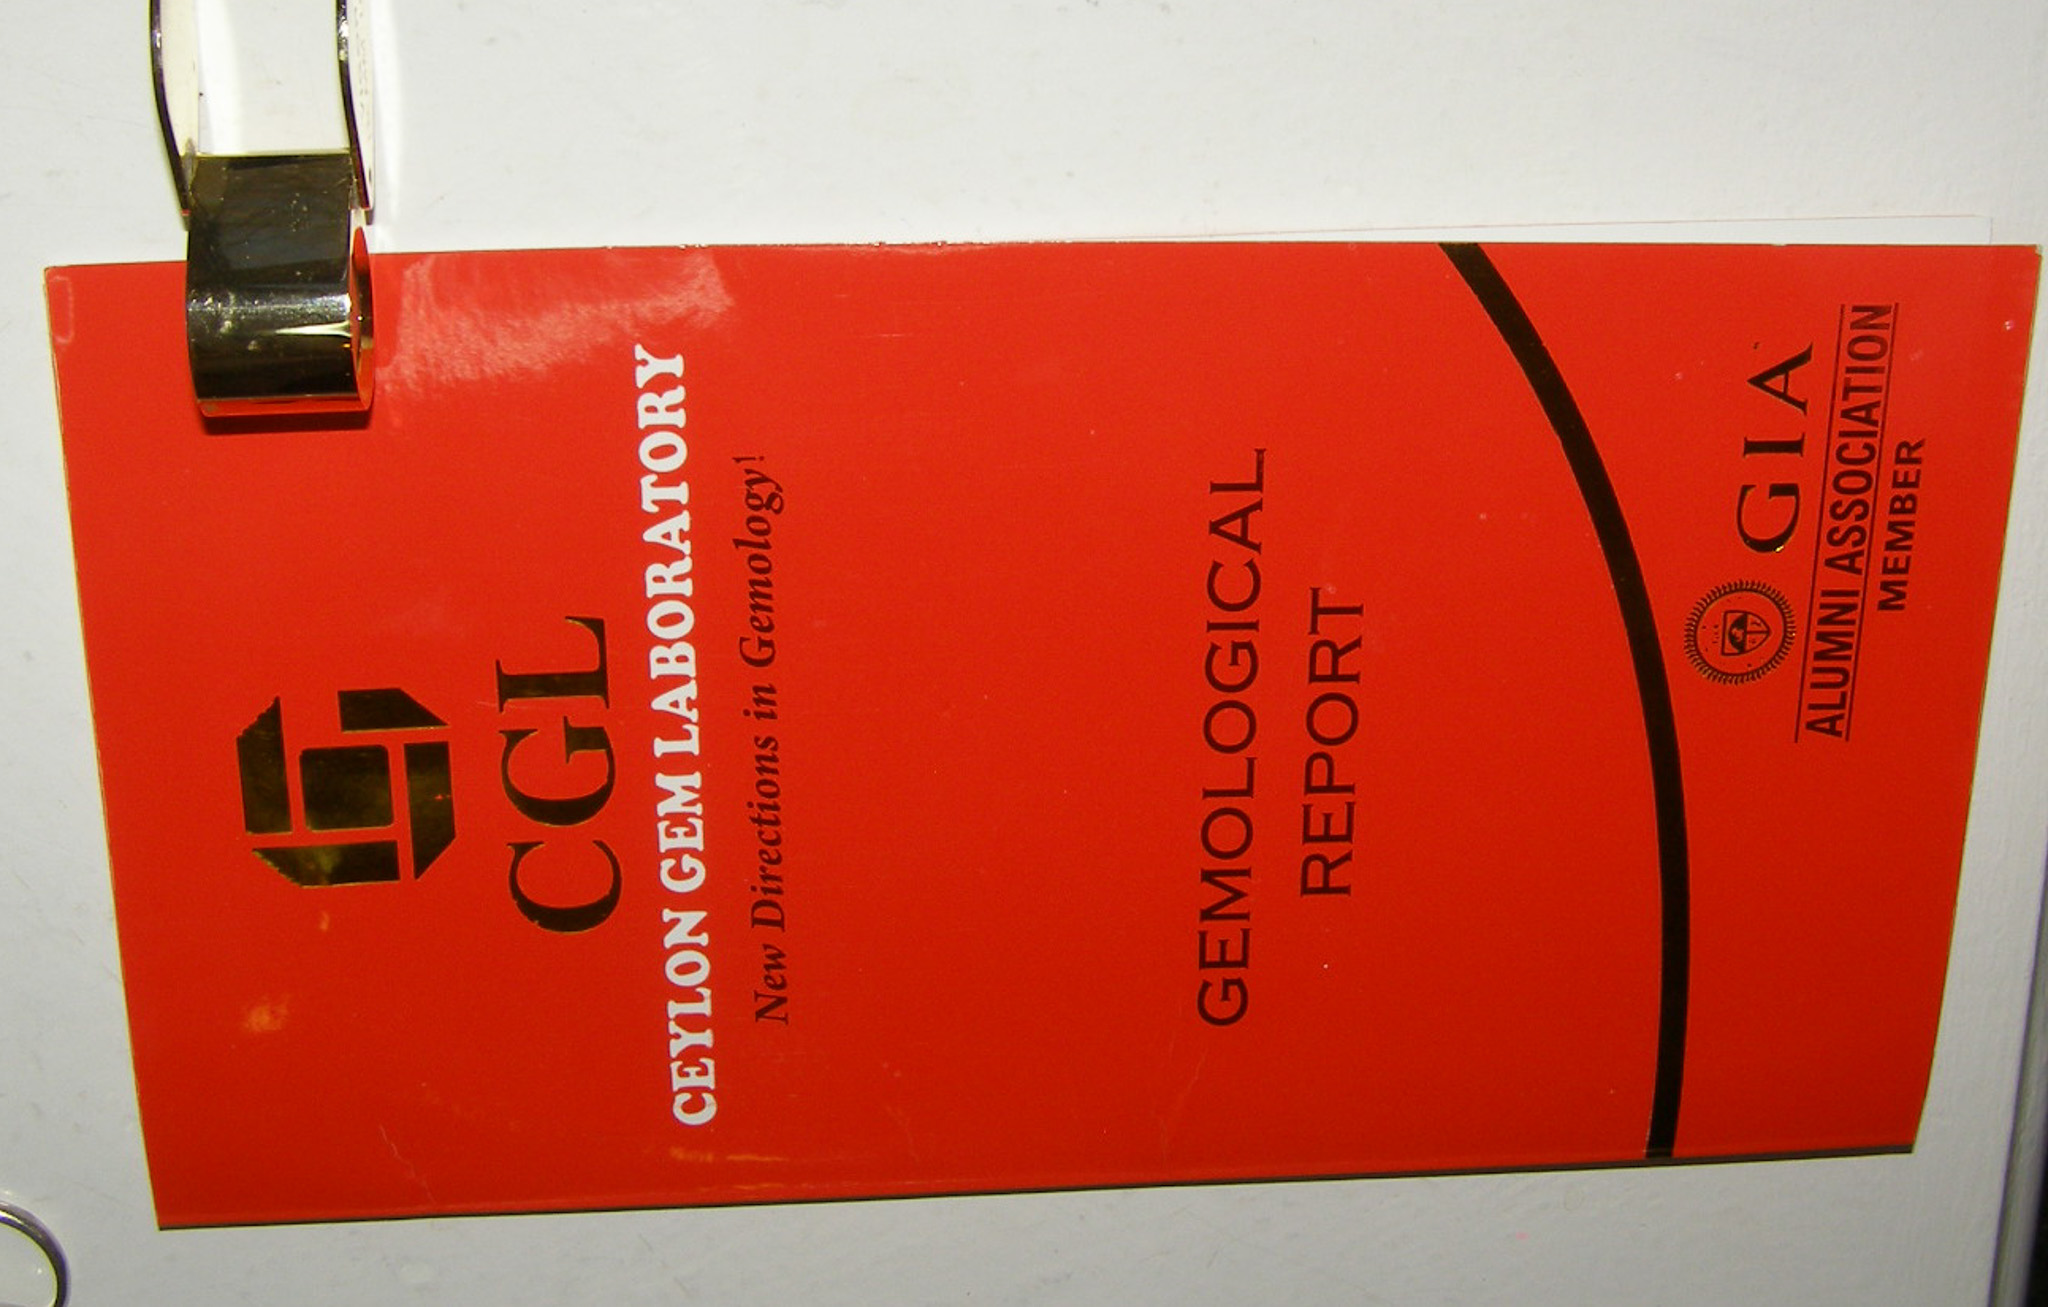 CGL
CEYLON GEM LABORATORY
New Directions in Gemology!
GEMOLOGICAL
REPORT
GIA
ALUMNI ASSOCIATION
MEMBER